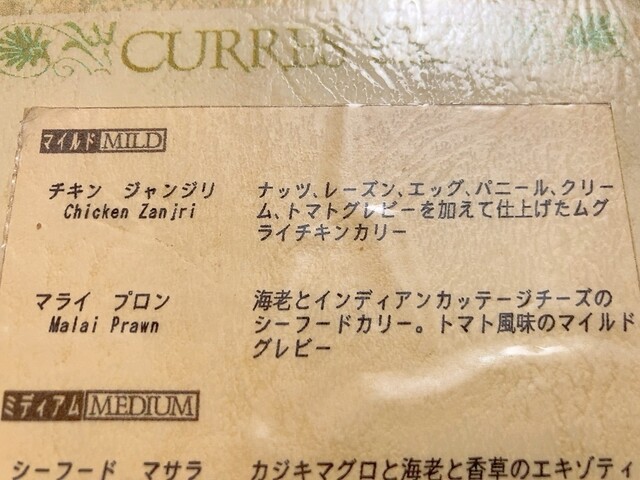 CURRES
マイルド MILD
チキン ジャンジリ
Chicken Zanjri
ナッツ、レーズン、エッグ、パニール、クリー
ム、トマトグレビーを加えて仕上げたムグ
ライチキンカリー
マライ プロン
Malai Prawn
海老とインディアンカッテージチーズの
シーフードカリー。トマト風味のマイルド
グレビー
ミディアム MEDIUM
シーフード マサラ
カジキマグロと海老と香草のエキゾティ